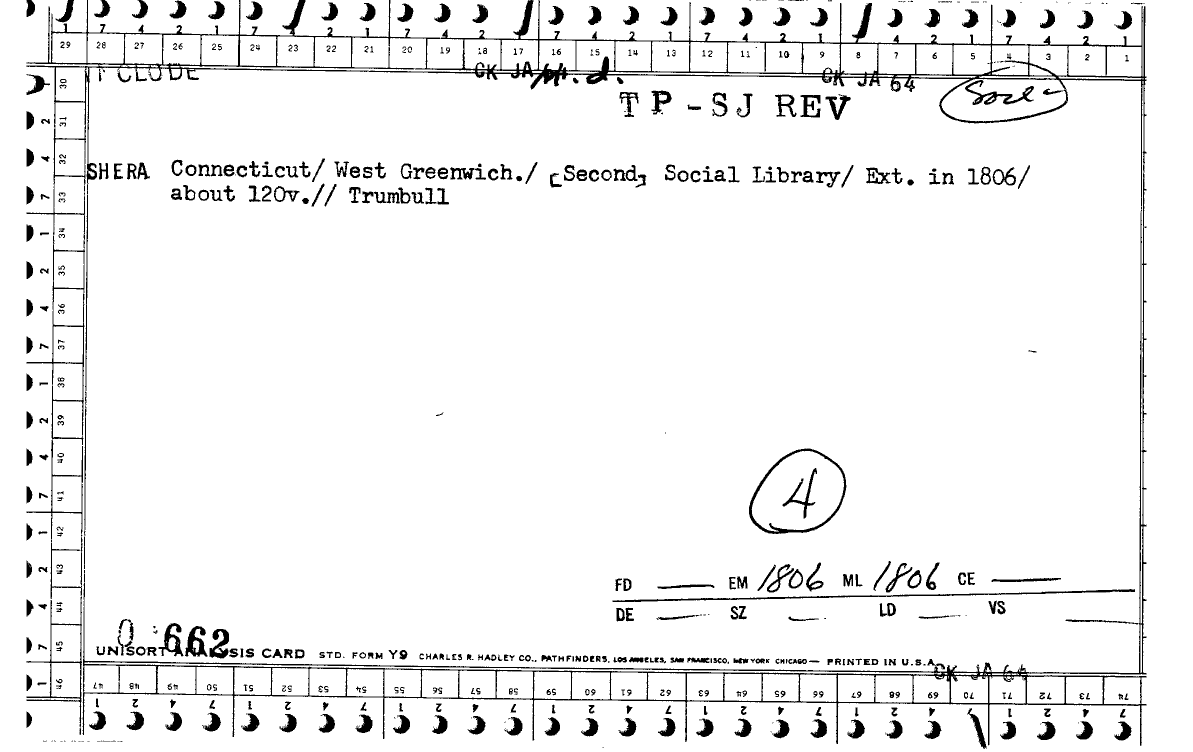 1 7 4 2 1 7 4 2 1 7 4 2 1 7 4 2 1 7 4 2 1 7 4 2 1
29 28 27 26 25 24 23 22 21 20 19 18 17 16 15 14 13 12 11 10 9 8 7 6 5 4 3 2 1
CK JA n.d. CK JA 64
TP-SJ REV
SHERA Connecticut/ West Greenwich./ [Second] Social Library/ Ext. in 1806/
about 120v.// Trumbull
30
2 31
4 32
7 33
1 34
2 35
4 36
7 37
1 38
2 39
4 40
7 41
1 42
2 43
4 44
7 45
1 46
4
FD EM 1806 ML 1806 CE
DE SZ LD VS
0 662
UNISORT ANALYSIS CARD STD. FORM Y9 CHARLES R. HADLEY CO., PATHFINDERS, LOS ANGELES, SAN FRANCISCO, NEW YORK CHICAGO — PRINTED IN U.S.A.
CK JA 64
47 48 49 50 51 52 53 54 55 56 57 58 59 60 61 62 63 64 65 66 67 68 69 70 71 72 73 74
1 2 4 7 1 2 4 7 1 2 4 7 1 2 4 7 1 2 4 7 1 2 4 7 1 2 4 7